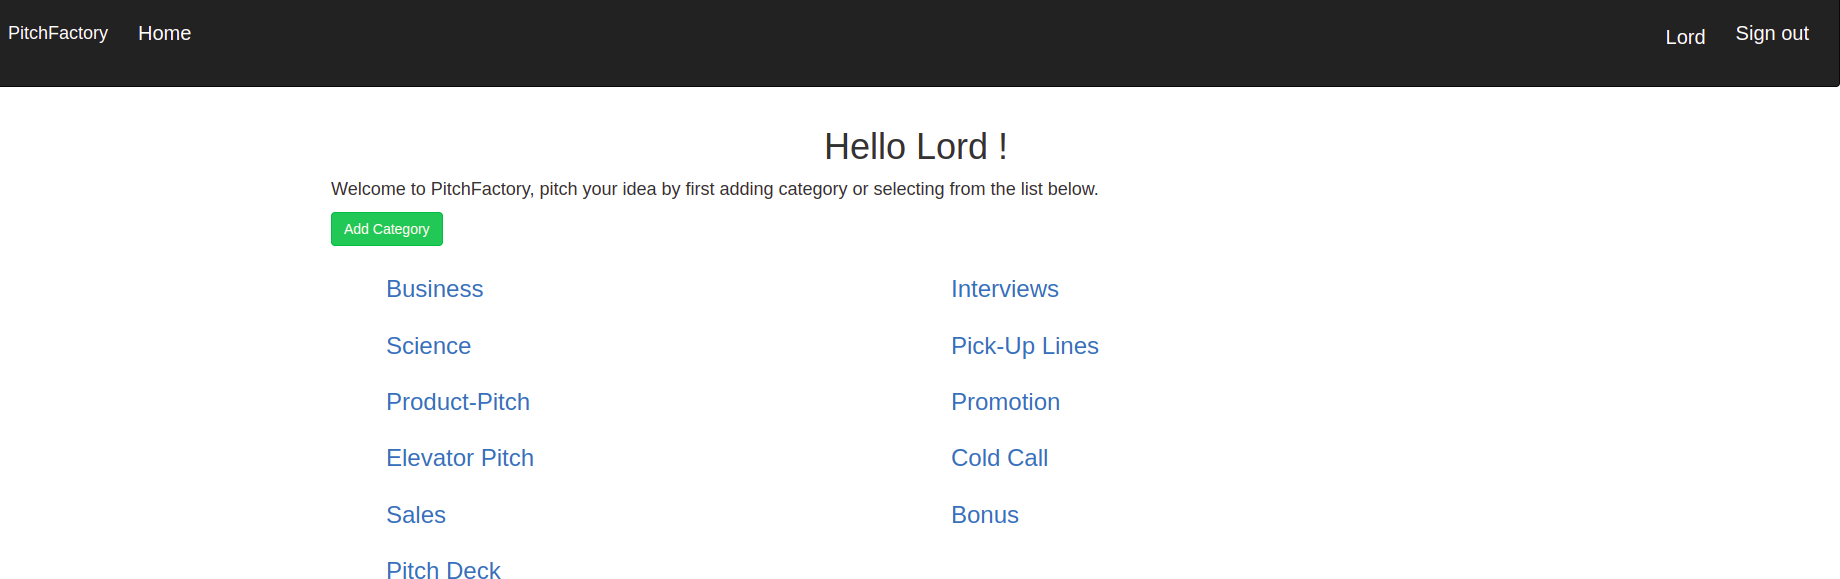 PitchFactory Home Lord Sign out
Hello Lord !
Welcome to PitchFactory, pitch your idea by first adding category or selecting from the list below.
Add Category
Business
Science
Product-Pitch
Elevator Pitch
Sales
Pitch Deck
Interviews
Pick-Up Lines
Promotion
Cold Call
Bonus